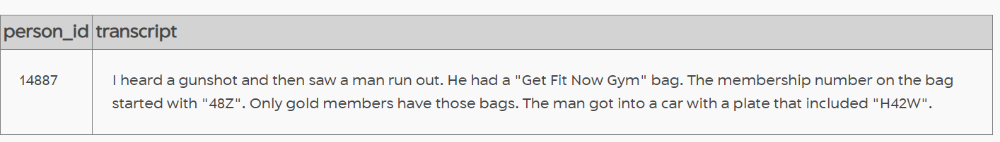 person_id transcript
14887 I heard a gunshot and then saw a man run out. He had a "Get Fit Now Gym" bag. The membership number on the bag
started with "48Z". Only gold members have those bags. The man got into a car with a plate that included "H42W".